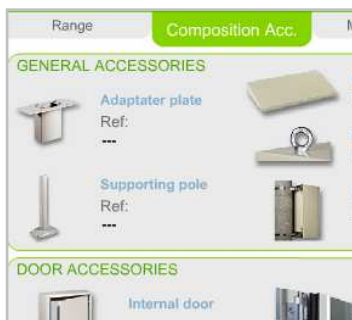 Range
Composition Acc.
GENERAL ACCESSORIES
Adaptater plate
Ref:
---
Supporting pole
Ref:
---
DOOR ACCESSORIES
Internal door